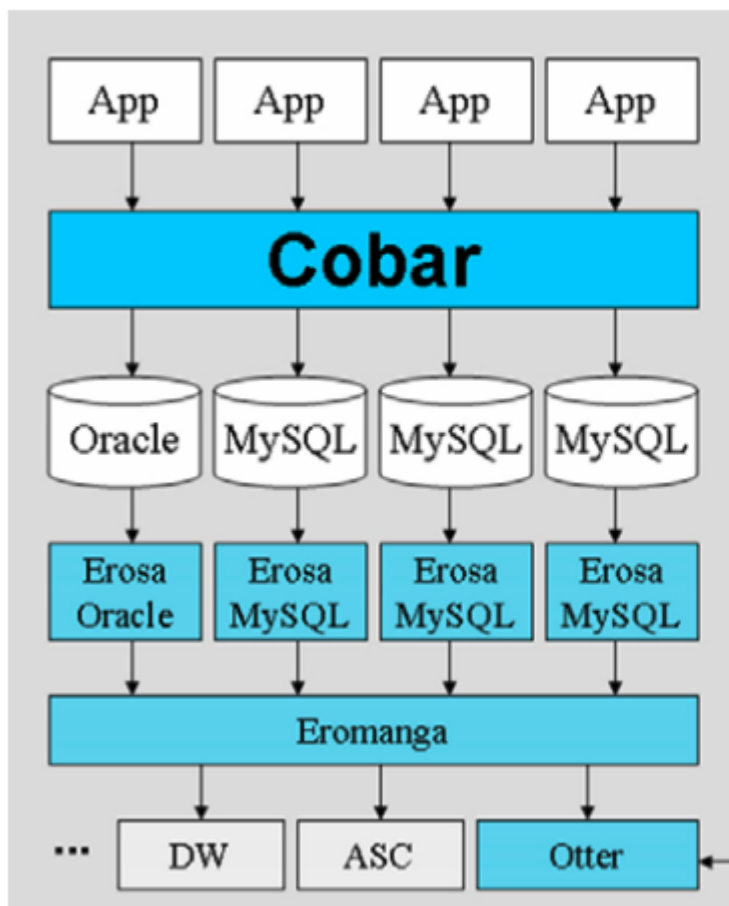 App App App App
Cobar
Oracle MySQL MySQL MySQL
Erosa Erosa Erosa Erosa
Oracle MySQL MySQL MySQL
Eromanga
... DW ASC Otter